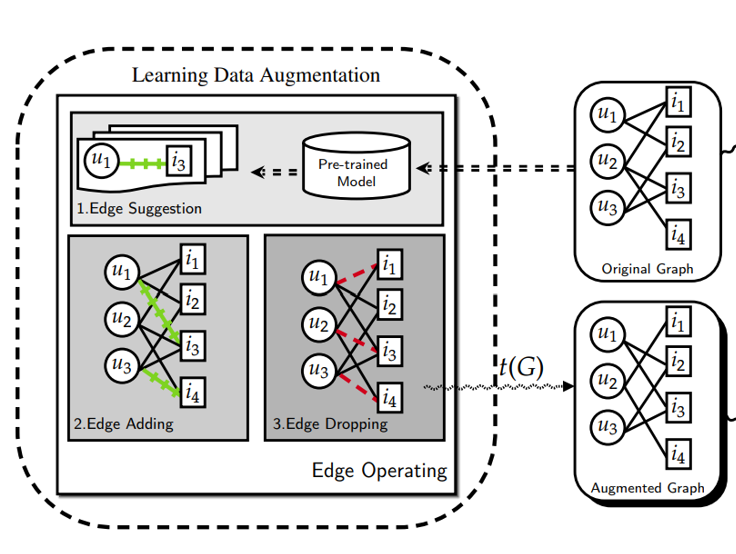 Learning Data Augmentation
u1
i3
Pre-trained
Model
1.Edge Suggestion
u1
u2
u3
i1
i2
i3
i4
2.Edge Adding
u1
u2
u3
i1
i2
i3
i4
3.Edge Dropping
Edge Operating
t(G)
u1
u2
u3
i1
i2
i3
i4
Original Graph
u1
u2
u3
i1
i2
i3
i4
Augmented Graph